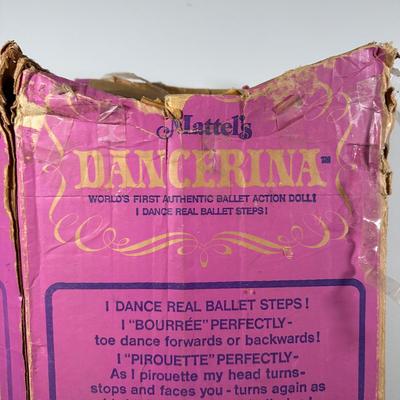 Mattel's
DANCERINA™
WORLD'S FIRST AUTHENTIC BALLET ACTION DOLL!
I DANCE REAL BALLET STEPS!
I DANCE REAL BALLET STEPS!
I "BOURRÉE" PERFECTLY-
toe dance forwards or backwards!
I "PIROUETTE" PERFECTLY-
As I pirouette my head turns-
stops and faces you - turns again as